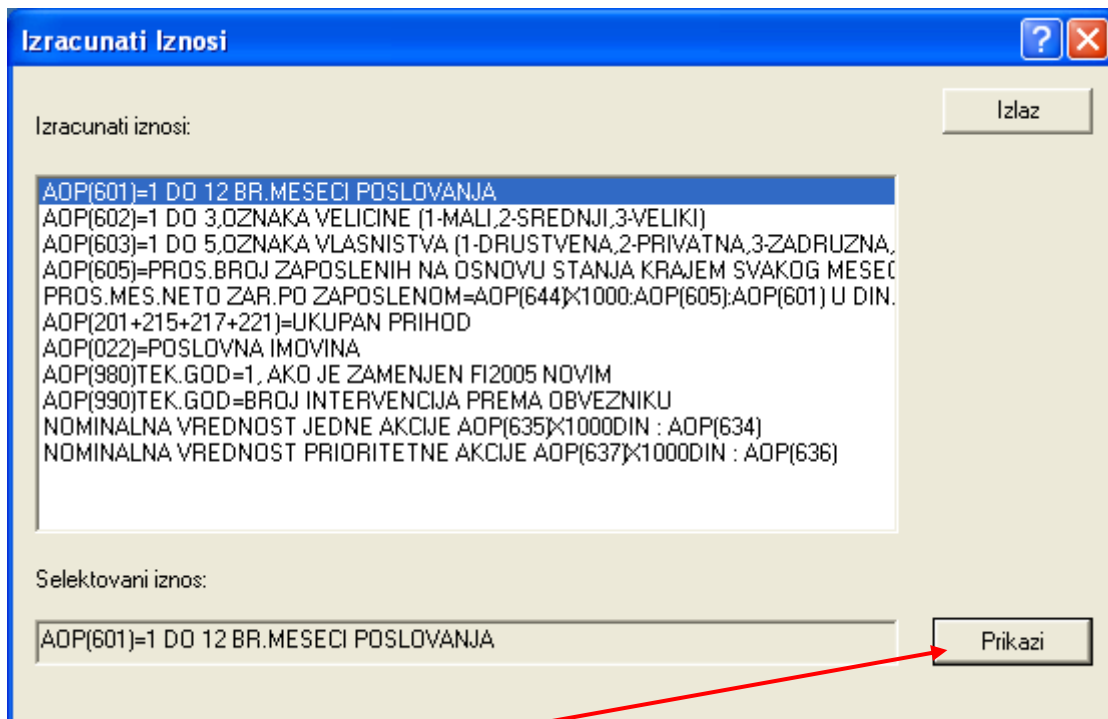 Izracunati Iznosi
Izlaz
Izracunati iznosi:
AOP(601)=1 DO 12 BR.MESECI POSLOVANJA
AOP(602)=1 DO 3,OZNAKA VELICINE (1-MALI,2-SREDNJI,3-VELIKI)
AOP(603)=1 DO 5,OZNAKA VLASNISTVA (1-DRUSTVENA,2-PRIVATNA,3-ZADRUZNA,
AOP(605)=PROS.BROJ ZAPOSLENIH NA OSNOVU STANJA KRAJEM SVAKOG MESEC
PROS.MES.NETO ZAR.PO ZAPOSLENOM=AOP(644)X1000:AOP(605):AOP(601) U DIN.
AOP(201+215+217+221)=UKUPAN PRIHOD
AOP(022)=POSLOVNA IMOVINA
AOP(980)TEK.GOD=1, AKO JE ZAMENJEN FI2005 NOVIM
AOP(990)TEK.GOD=BROJ INTERVENCIJA PREMA OBVEZNIKU
NOMINALNA VREDNOST JEDNE AKCIJE AOP(635)X1000DIN : AOP(634)
NOMINALNA VREDNOST PRIORITETNE AKCIJE AOP(637)X1000DIN : AOP(636)
Selektovani iznos:
AOP(601)=1 DO 12 BR.MESECI POSLOVANJA
Prikazi